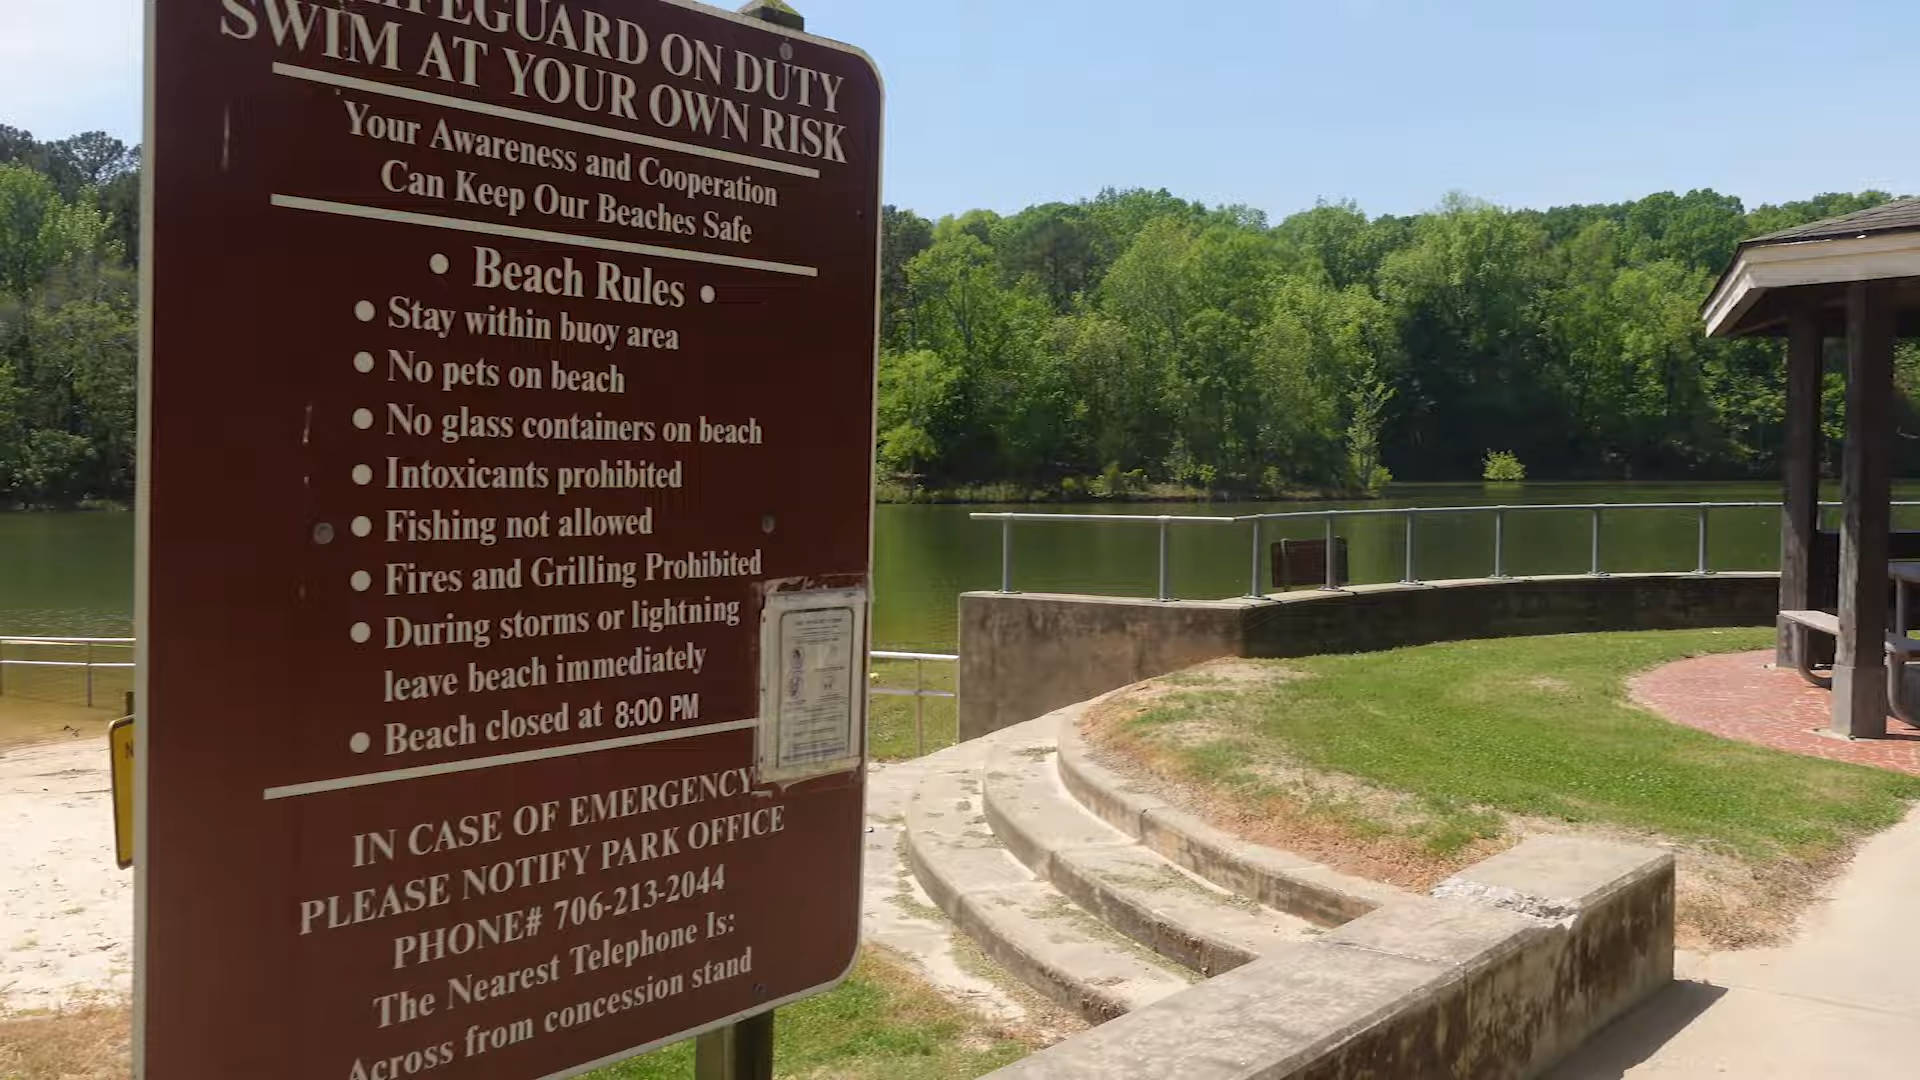 LIFEGUARD ON DUTY
SWIM AT YOUR OWN RISK
Your Awareness and Cooperation
Can Keep Our Beaches Safe
• Beach Rules •
• Stay within buoy area
• No pets on beach
• No glass containers on beach
• Intoxicants prohibited
• Fishing not allowed
• Fires and Grilling Prohibited
• During storms or lightning
leave beach immediately
• Beach closed at 8:00 PM
IN CASE OF EMERGENCY
PLEASE NOTIFY PARK OFFICE
PHONE# 706-213-2044
The Nearest Telephone Is:
Across from concession stand